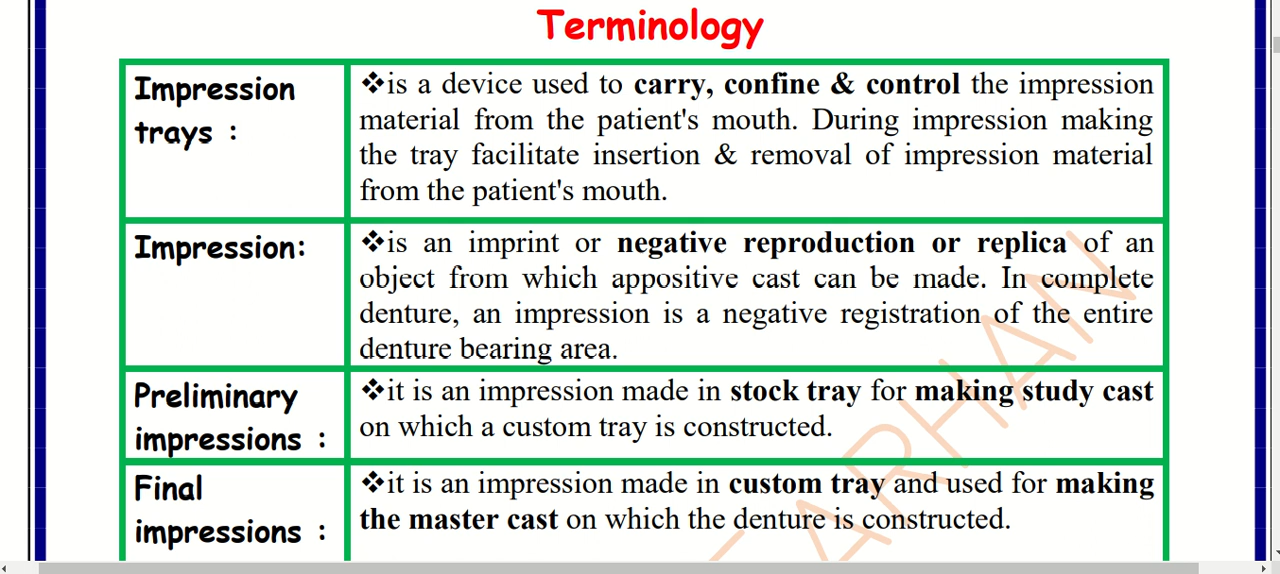 Terminology
Impression
trays :
❖is a device used to carry, confine & control the impression
material from the patient's mouth. During impression making
the tray facilitate insertion & removal of impression material
from the patient's mouth.
Impression:
❖is an imprint or negative reproduction or replica of an
object from which appositive cast can be made. In complete
denture, an impression is a negative registration of the entire
denture bearing area.
Preliminary
impressions :
❖it is an impression made in stock tray for making study cast
on which a custom tray is constructed.
Final
impressions :
❖it is an impression made in custom tray and used for making
the master cast on which the denture is constructed.